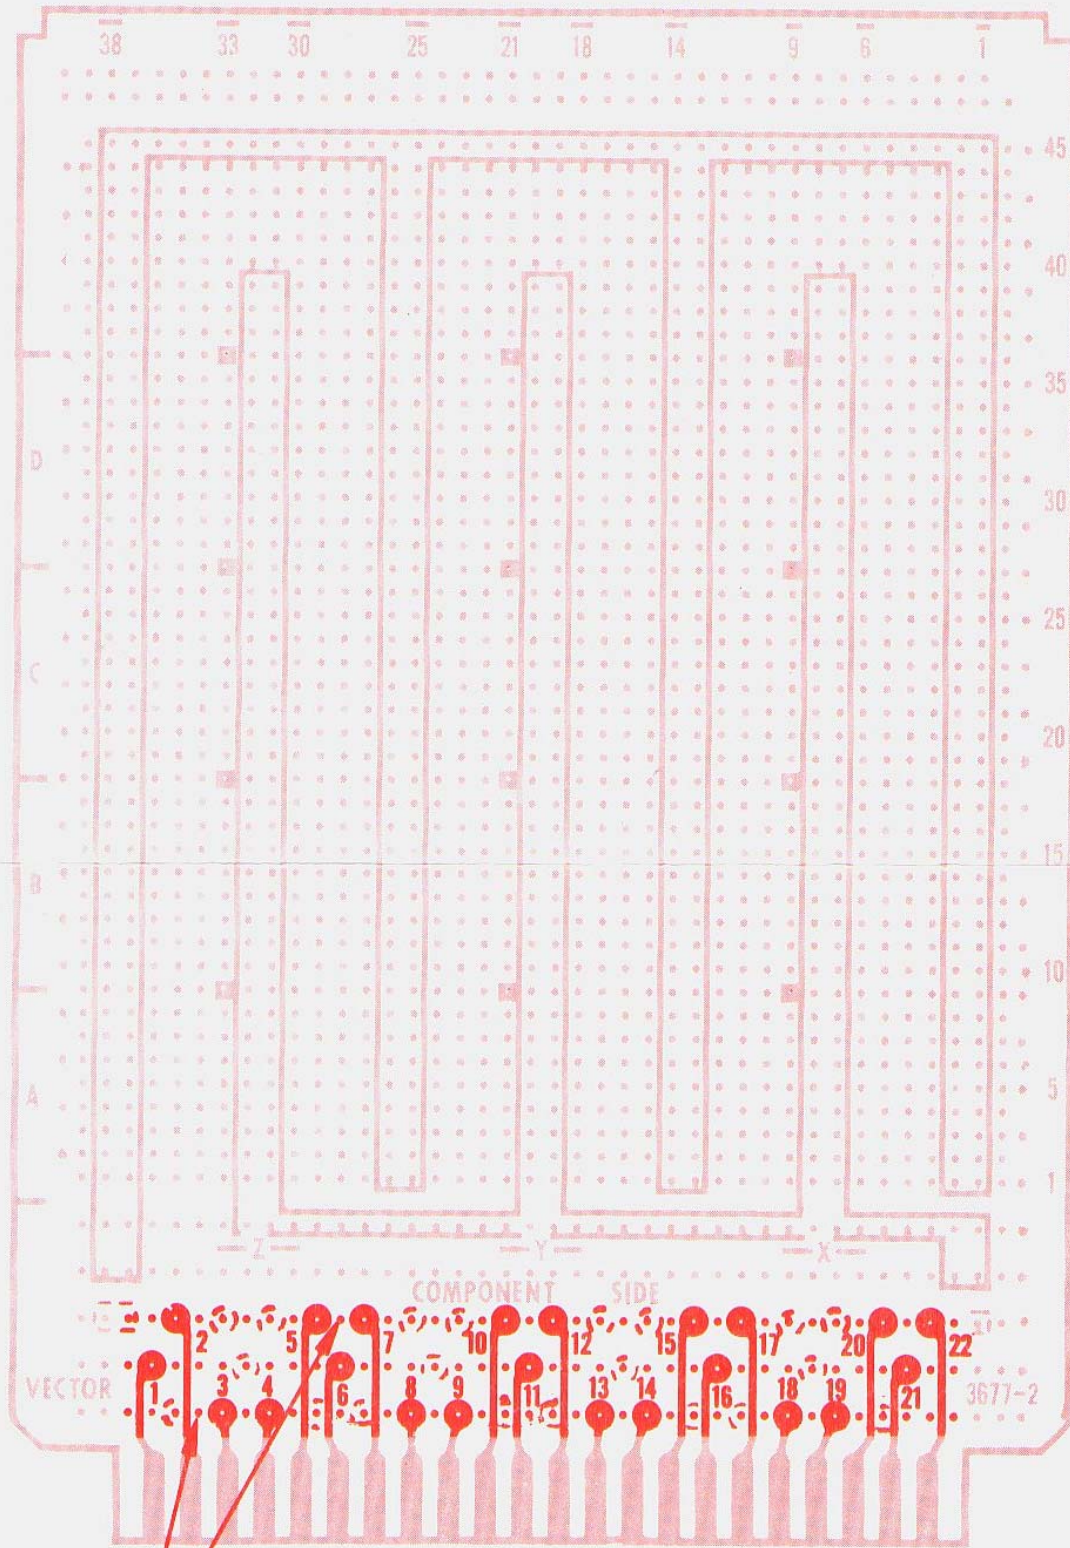 38 33 30 25 21 18 14 9 6 1
45
40
35
D
30
25
C
20
15
B
10
5
A
1
Z Y X
COMPONENT SIDE
2 5 7 10 12 15 17 20 22
VECTOR 1 3 4 6 8 9 11 13 14 16 18 19 21 3677-2